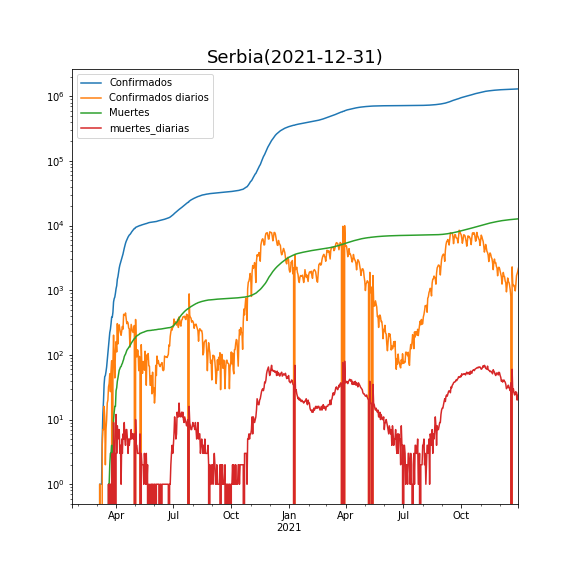 Serbia(2021-12-31)
Confirmados
Confirmados diarios
Muertes
muertes_diarias
10⁶
10⁵
10⁴
10³
10²
10¹
10⁰
Apr Jul Oct Jan Apr Jul Oct
2021